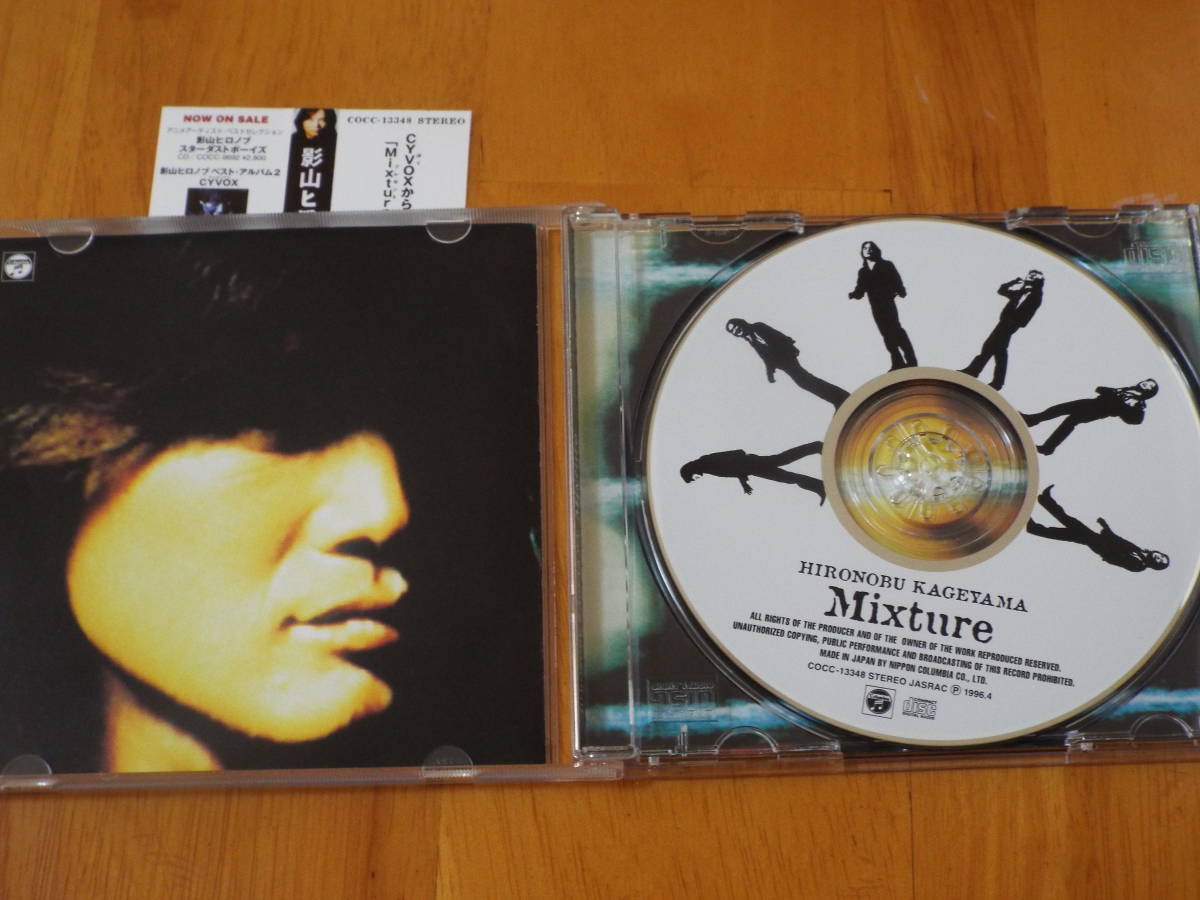 NOW ON SALE
アニメアーティスト・ベストセレクション
影山ヒロノブ
スターダストボーイズ
CD/COCC-9692 ¥2,800
影山ヒロノブ ベスト・アルバム2
CYVOX
影山ヒ
COCC-13348 STEREO
CYVOXから
「Mixtur
HIRONOBU KAGEYAMA
Mixture
ALL RIGHTS OF THE PRODUCER AND OF THE OWNER OF THE WORK REPRODUCED RESERVED.
UNAUTHORIZED COPYING, PUBLIC PERFORMANCE AND BROADCASTING OF THIS RECORD PROHIBITED.
MADE IN JAPAN BY NIPPON COLUMBIA CO., LTD.
COCC-13348 STEREO JASRAC Ⓟ 1996.4
COMPACT
disc
DIGITAL AUDIO